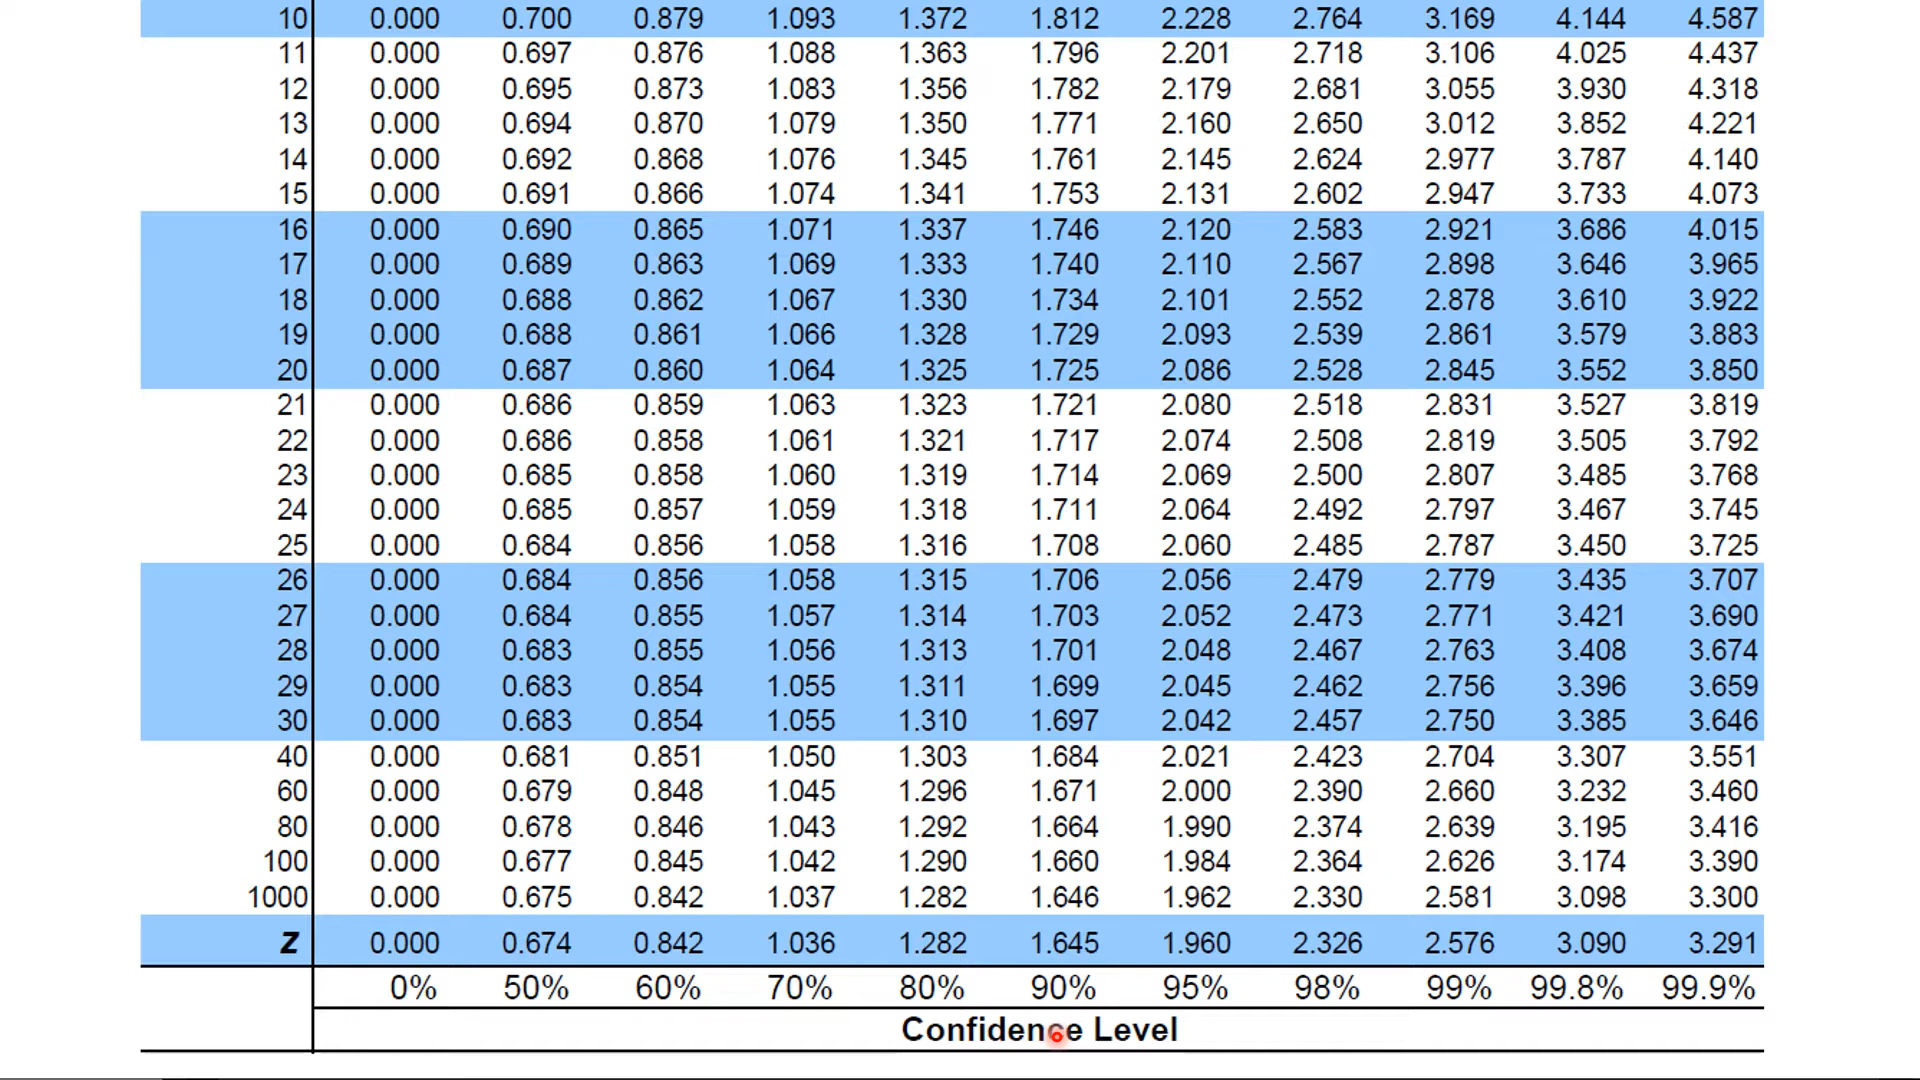 10 0.000 0.700 0.879 1.093 1.372 1.812 2.228 2.764 3.169 4.144 4.587
11 0.000 0.697 0.876 1.088 1.363 1.796 2.201 2.718 3.106 4.025 4.437
12 0.000 0.695 0.873 1.083 1.356 1.782 2.179 2.681 3.055 3.930 4.318
13 0.000 0.694 0.870 1.079 1.350 1.771 2.160 2.650 3.012 3.852 4.221
14 0.000 0.692 0.868 1.076 1.345 1.761 2.145 2.624 2.977 3.787 4.140
15 0.000 0.691 0.866 1.074 1.341 1.753 2.131 2.602 2.947 3.733 4.073
16 0.000 0.690 0.865 1.071 1.337 1.746 2.120 2.583 2.921 3.686 4.015
17 0.000 0.689 0.863 1.069 1.333 1.740 2.110 2.567 2.898 3.646 3.965
18 0.000 0.688 0.862 1.067 1.330 1.734 2.101 2.552 2.878 3.610 3.922
19 0.000 0.688 0.861 1.066 1.328 1.729 2.093 2.539 2.861 3.579 3.883
20 0.000 0.687 0.860 1.064 1.325 1.725 2.086 2.528 2.845 3.552 3.850
21 0.000 0.686 0.859 1.063 1.323 1.721 2.080 2.518 2.831 3.527 3.819
22 0.000 0.686 0.858 1.061 1.321 1.717 2.074 2.508 2.819 3.505 3.792
23 0.000 0.685 0.858 1.060 1.319 1.714 2.069 2.500 2.807 3.485 3.768
24 0.000 0.685 0.857 1.059 1.318 1.711 2.064 2.492 2.797 3.467 3.745
25 0.000 0.684 0.856 1.058 1.316 1.708 2.060 2.485 2.787 3.450 3.725
26 0.000 0.684 0.856 1.058 1.315 1.706 2.056 2.479 2.779 3.435 3.707
27 0.000 0.684 0.855 1.057 1.314 1.703 2.052 2.473 2.771 3.421 3.690
28 0.000 0.683 0.855 1.056 1.313 1.701 2.048 2.467 2.763 3.408 3.674
29 0.000 0.683 0.854 1.055 1.311 1.699 2.045 2.462 2.756 3.396 3.659
30 0.000 0.683 0.854 1.055 1.310 1.697 2.042 2.457 2.750 3.385 3.646
40 0.000 0.681 0.851 1.050 1.303 1.684 2.021 2.423 2.704 3.307 3.551
60 0.000 0.679 0.848 1.045 1.296 1.671 2.000 2.390 2.660 3.232 3.460
80 0.000 0.678 0.846 1.043 1.292 1.664 1.990 2.374 2.639 3.195 3.416
100 0.000 0.677 0.845 1.042 1.290 1.660 1.984 2.364 2.626 3.174 3.390
1000 0.000 0.675 0.842 1.037 1.282 1.646 1.962 2.330 2.581 3.098 3.300
z 0.000 0.674 0.842 1.036 1.282 1.645 1.960 2.326 2.576 3.090 3.291
0% 50% 60% 70% 80% 90% 95% 98% 99% 99.8% 99.9%
Confidence Level